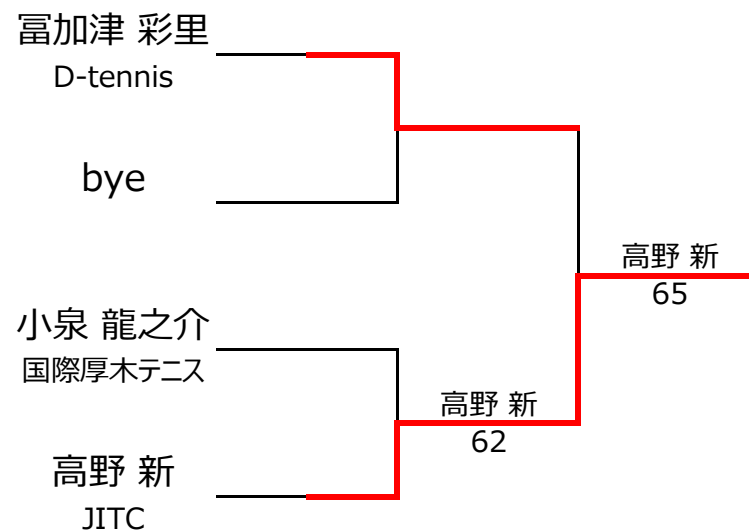 冨加津 彩里
D-tennis
bye
高野 新
65
小泉 龍之介
国際厚木テニス
高野 新
62
高野 新
JITC